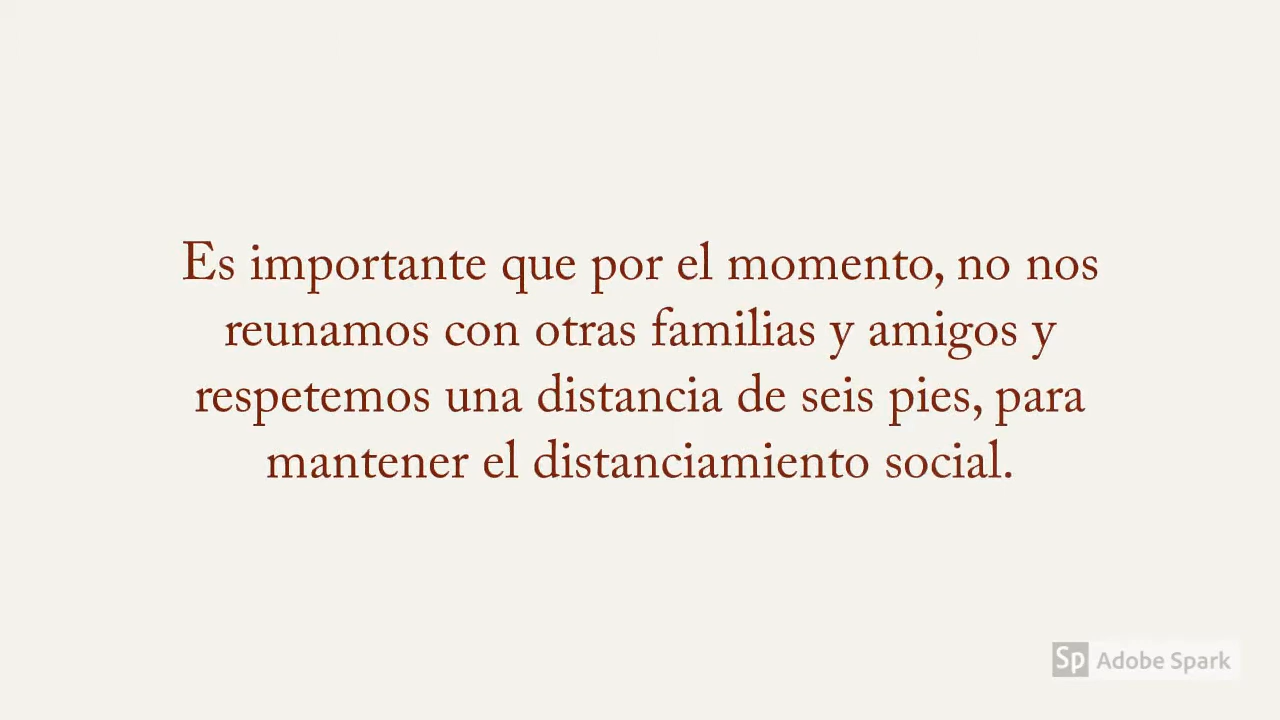 Es importante que por el momento, no nos
reunamos con otras familias y amigos y
respetemos una distancia de seis pies, para
mantener el distanciamiento social.
Sp Adobe Spark